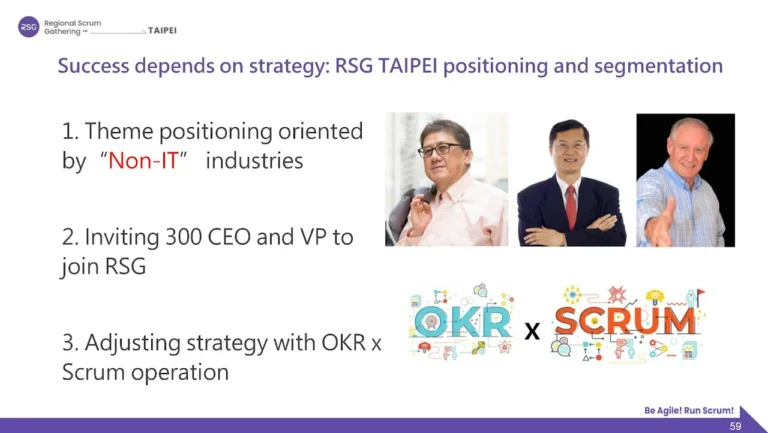 RSG
Regional Scrum
Gathering ™
TAIPEI
Success depends on strategy: RSG TAIPEI positioning and segmentation
1. Theme positioning oriented
by “Non-IT” industries
2. Inviting 300 CEO and VP to
join RSG
3. Adjusting strategy with OKR x
Scrum operation
OKR x SCRUM
Be Agile! Run Scrum!
59